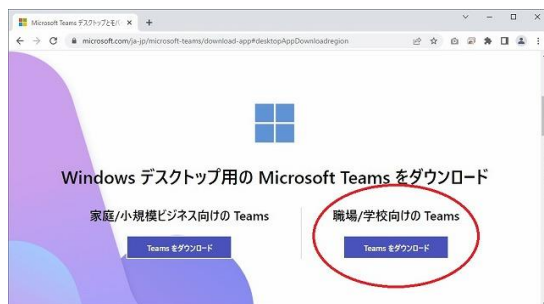 Microsoft Teams デスクトップとモバ
microsoft.com/ja-jp/microsoft-teams/download-app#desktopAppDownloadregion
Windows デスクトップ用の Microsoft Teams をダウンロード
家庭/小規模ビジネス向けの Teams
職場/学校向けの Teams
Teams をダウンロード
Teams をダウンロード